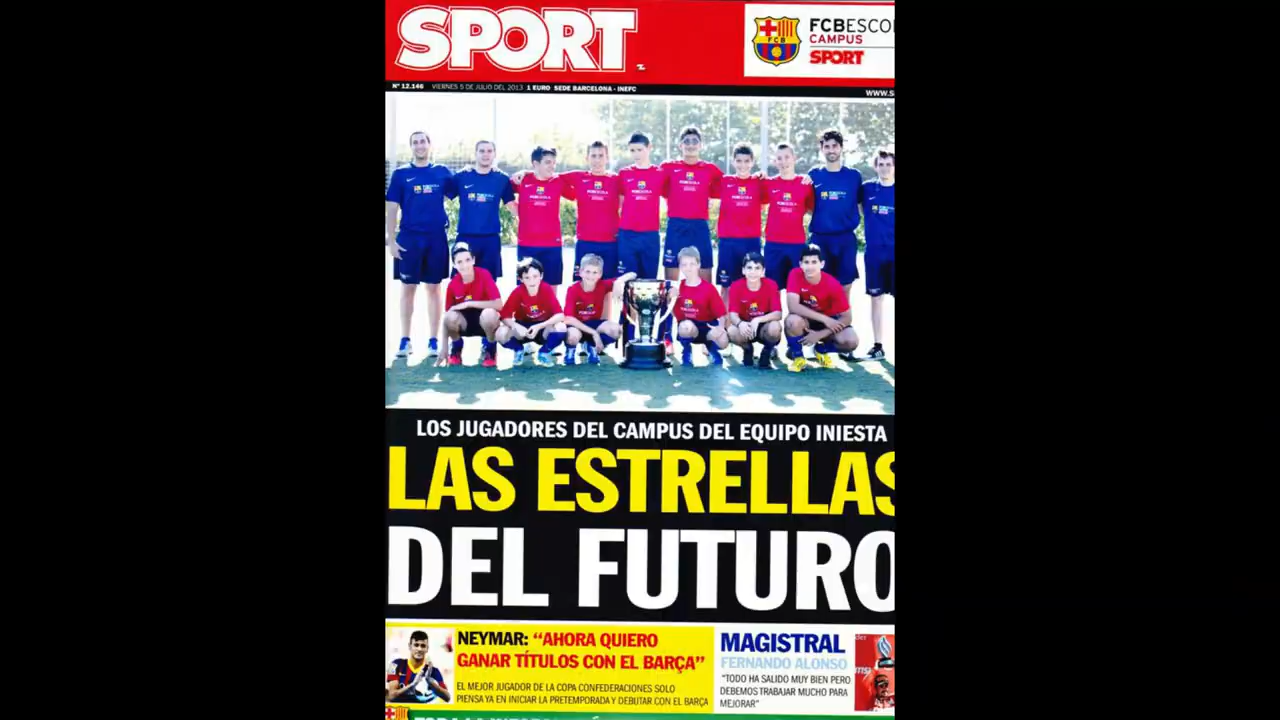 SPORT
FCBESCO
CAMPUS
SPORT
FCB
Nº 12.146 VIERNES 5 DE JULIO DEL 2013 1 EURO SEDE BARCELONA - INEFC
WWW.S
LOS JUGADORES DEL CAMPUS DEL EQUIPO INIESTA
LAS ESTRELLAS
DEL FUTURO
NEYMAR: “AHORA QUIERO
GANAR TÍTULOS CON EL BARÇA”
EL MEJOR JUGADOR DE LA COPA CONFEDERACIONES SOLO
PIENSA YA EN INICIAR LA PRETEMPORADA Y DEBUTAR CON EL BARÇA
MAGISTRAL
FERNANDO ALONSO
"TODO HA SALIDO MUY BIEN PERO
DEBEMOS TRABAJAR MUCHO PARA
MEJORAR"